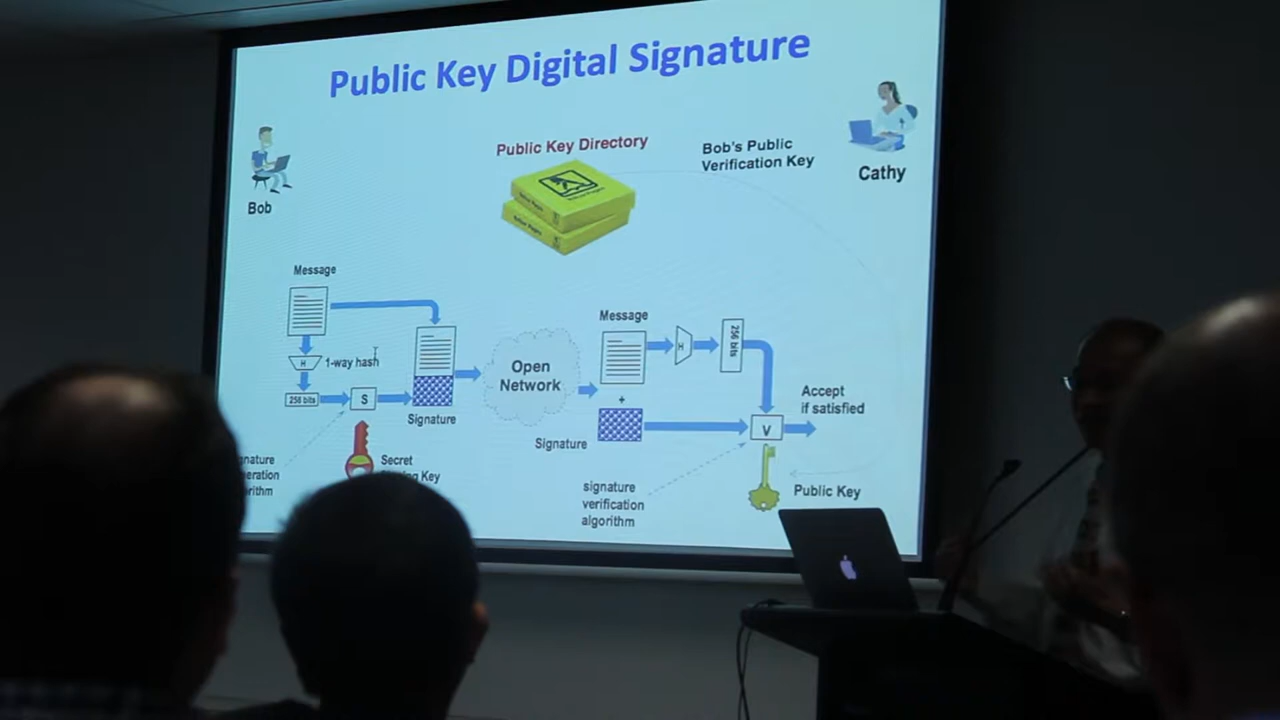 Public Key Digital Signature
Public Key Directory
Bob's Public
Verification Key
Cathy
Bob
Message
H
1-way hash
256 bits
S
Signature
Secret
Key
Open
Network
Message
H
256 bits
+
Signature
V
Accept
if satisfied
signature
verification
algorithm
Public Key